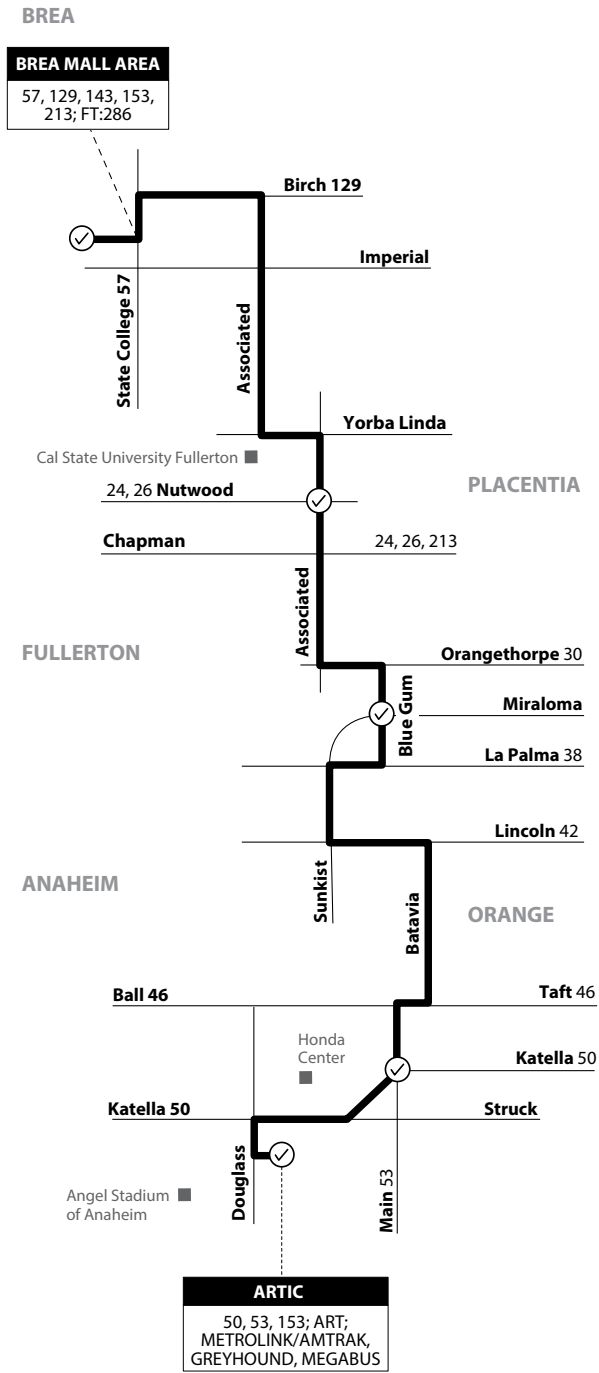 BREA
BREA MALL AREA
57, 129, 143, 153,
213; FT:286
Birch 129
Imperial
State College 57
Associated
Yorba Linda
Cal State University Fullerton
PLACENTIA
24, 26 Nutwood
Chapman
24, 26, 213
Associated
FULLERTON
Orangethorpe 30
Blue Gum
Miraloma
La Palma 38
Lincoln 42
ANAHEIM
Sunkist
Batavia
ORANGE
Ball 46
Taft 46
Honda
Center
Katella 50
Katella 50
Struck
Douglass
Main 53
Angel Stadium
of Anaheim
ARTIC
50, 53, 153; ART;
METROLINK/AMTRAK,
GREYHOUND, MEGABUS